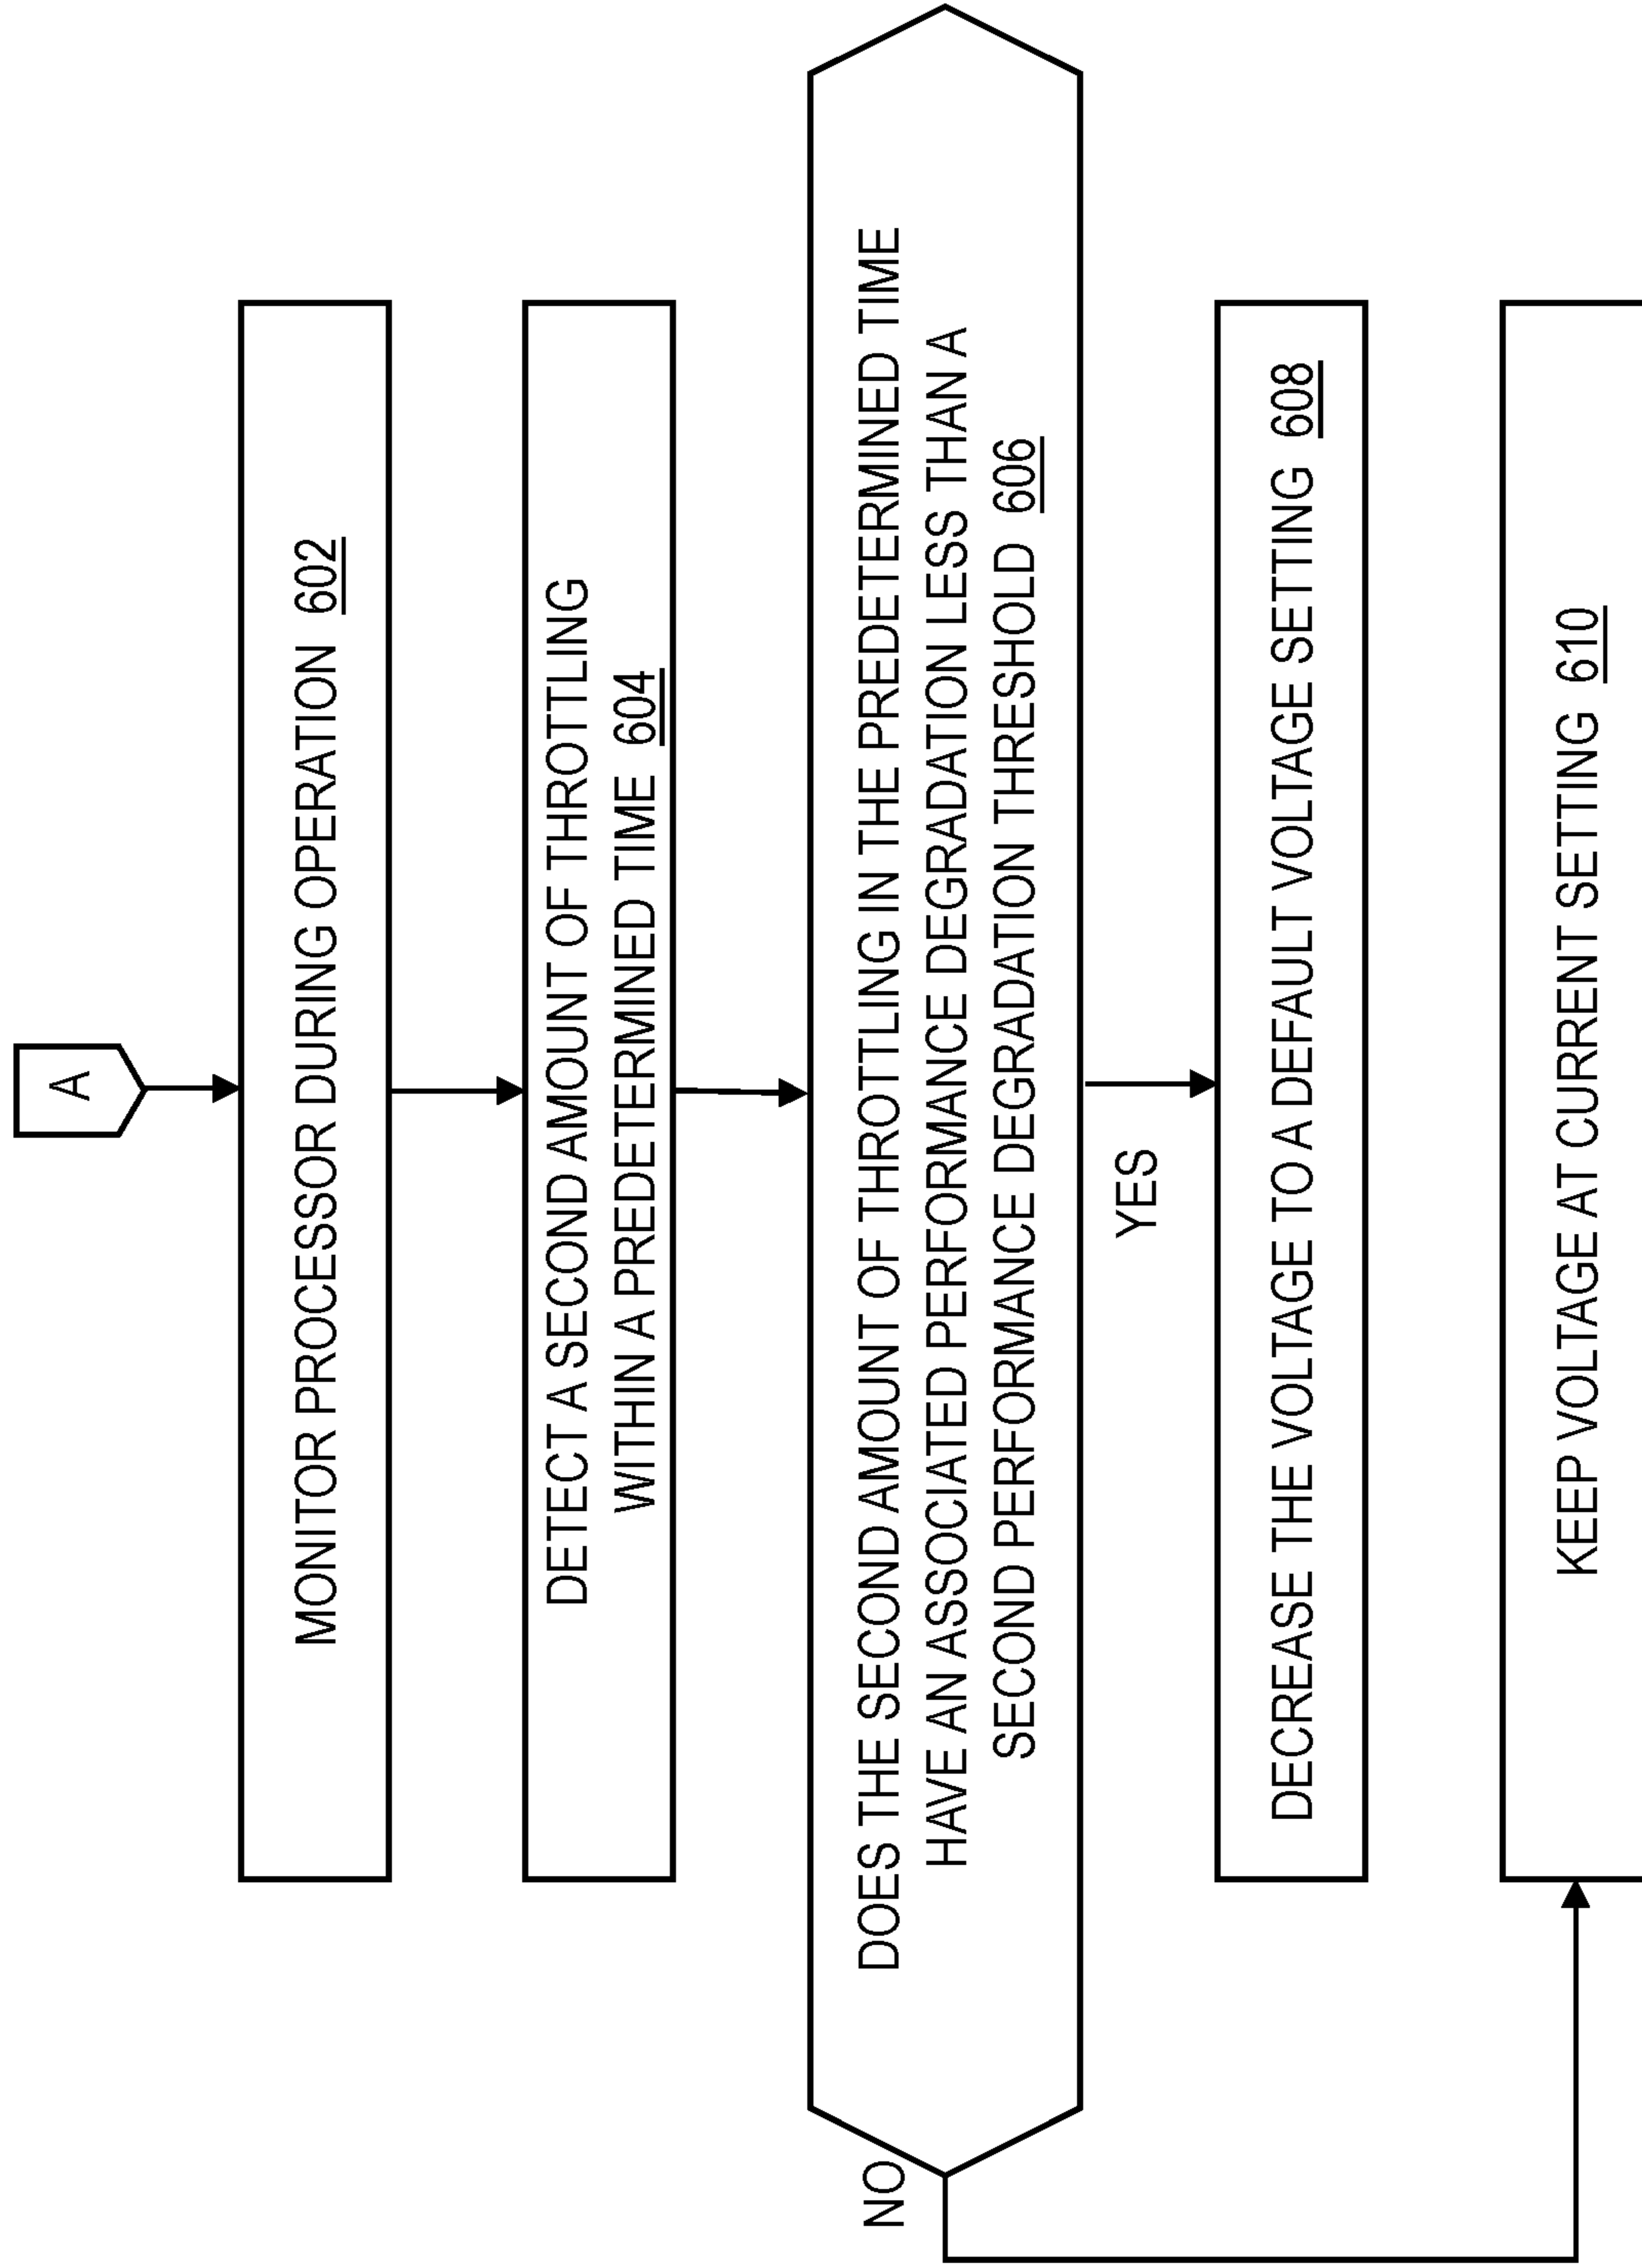 A
MONITOR PROCESSOR DURING OPERATION 602
DETECT A SECOND AMOUNT OF THROTTLING
WITHIN A PREDETERMINED TIME 604
DOES THE SECOND AMOUNT OF THROTTLING IN THE PREDETERMINED TIME
HAVE AN ASSOCIATED PERFORMANCE DEGRADATION LESS THAN A
SECOND PERFORMANCE DEGRADATION THRESHOLD 606
NO
YES
DECREASE THE VOLTAGE TO A DEFAULT VOLTAGE SETTING 608
KEEP VOLTAGE AT CURRENT SETTING 610